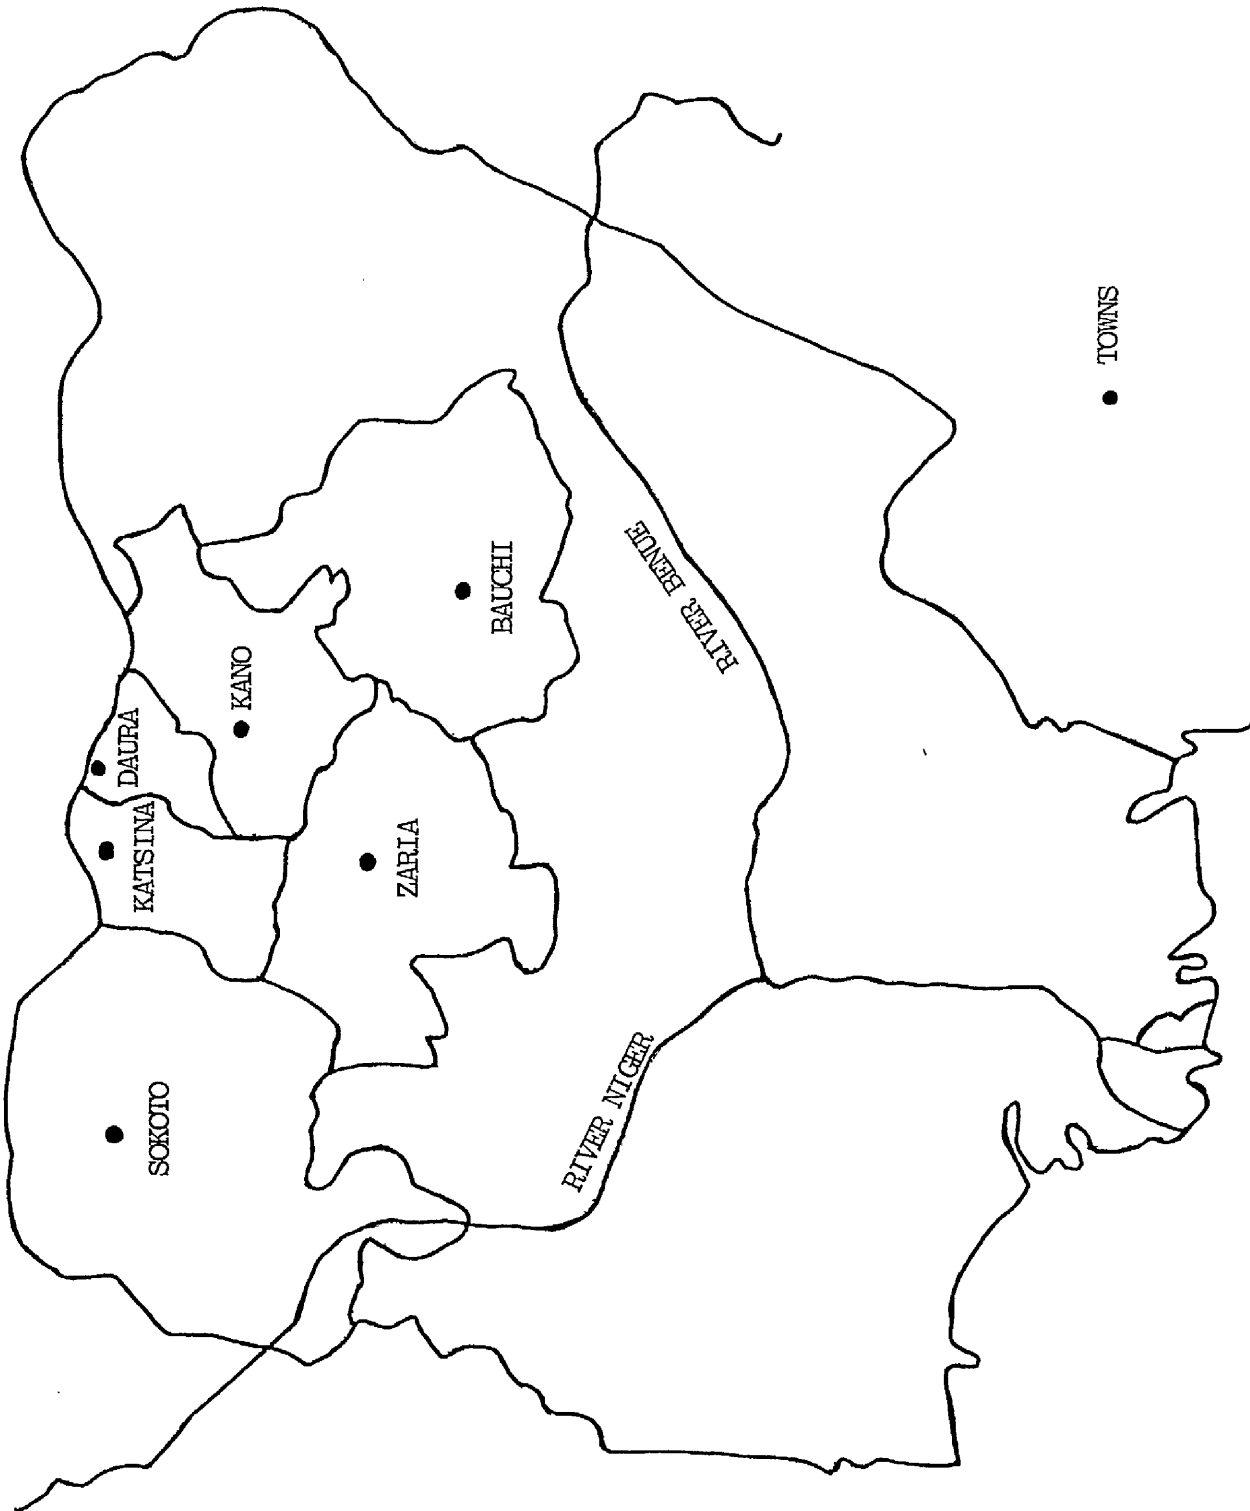 SOKOTO
KATSINA
DAURA
KANO
ZARIA
BAUCHI
RIVER NIGER
RIVER BENUE
TOWNS